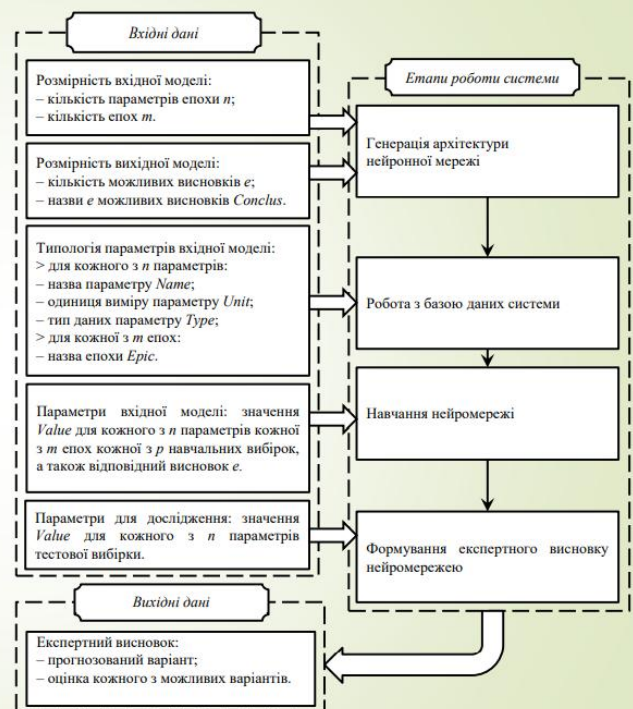 Вхідні дані
Розмірність вхідної моделі:
– кількість параметрів епохи n;
– кількість епох m.
Розмірність вихідної моделі:
– кількість можливих висновків e;
– назви e можливих висновків Conclus.
Типологія параметрів вхідної моделі:
> для кожного з n параметрів:
– назва параметру Name;
– одиниця виміру параметру Unit;
– тип даних параметру Type;
> для кожної з m епох:
– назва епохи Epic.
Параметри вхідної моделі: значення
Value для кожного з n параметрів кожної
з m епох кожної з p навчальних вибірок,
а також відповідний висновок e.
Параметри для дослідження: значення
Value для кожного з n параметрів
тестової вибірки.
Етапи роботи системи
Генерація архітектури
нейронної мережі
Робота з базою даних системи
Навчання нейромережі
Формування експертного висновку
нейромережею
Вихідні дані
Експертний висновок:
– прогнозований варіант;
– оцінка кожного з можливих варіантів.